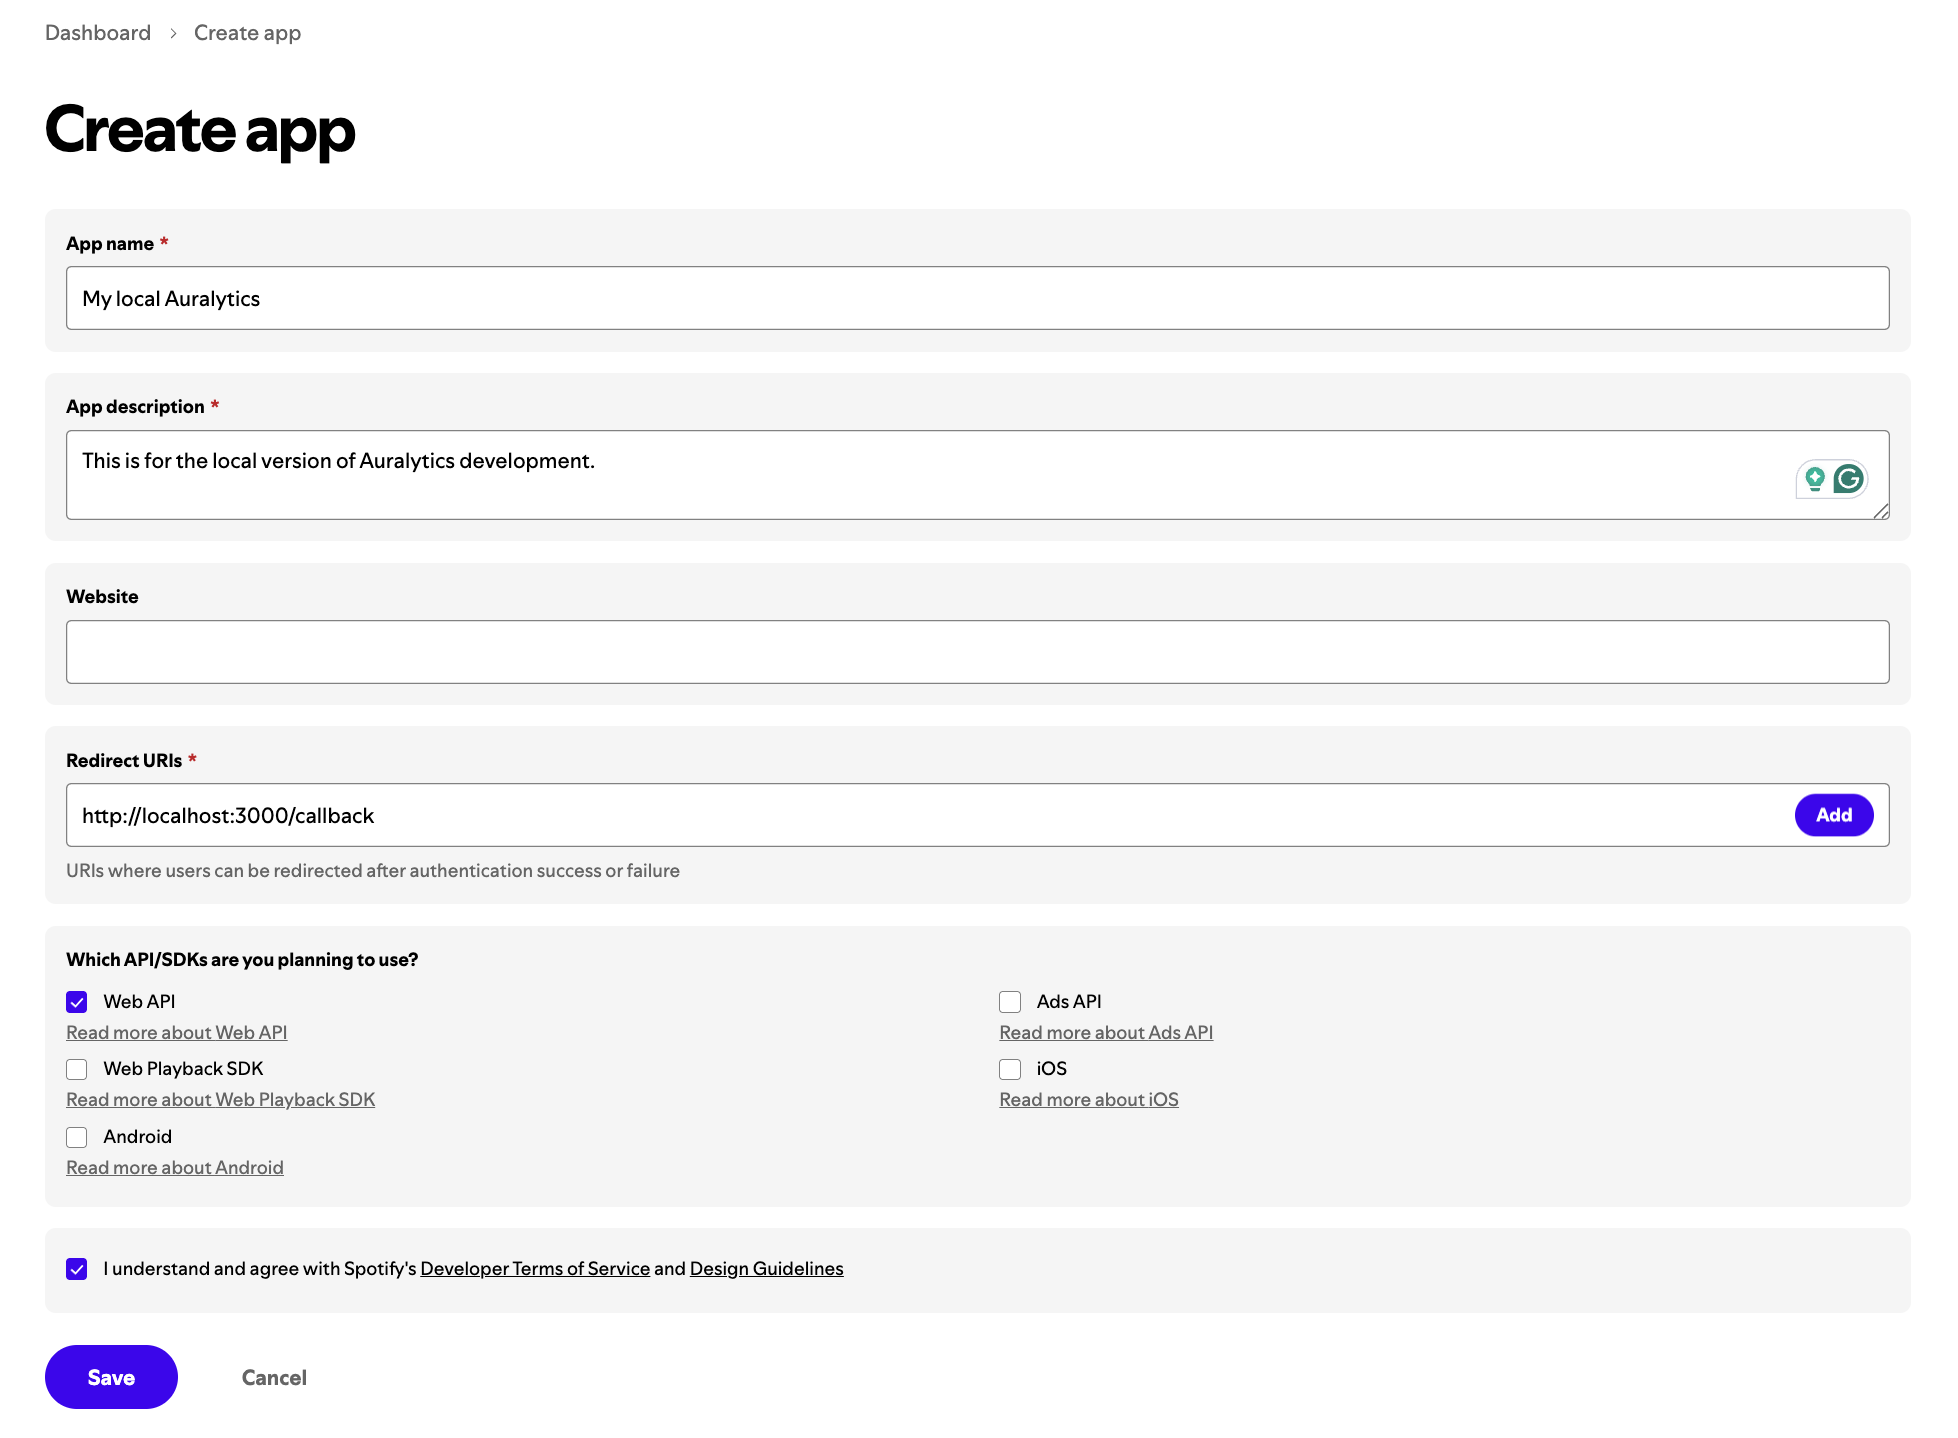 Dashboard > Create app
Create app
App name *
My local Auralytics
App description *
This is for the local version of Auralytics development.
Website
Redirect URIs *
http://localhost:3000/callback
Add
URIs where users can be redirected after authentication success or failure
Which API/SDKs are you planning to use?
Web API
Read more about Web API
Ads API
Read more about Ads API
Web Playback SDK
Read more about Web Playback SDK
iOS
Read more about iOS
Android
Read more about Android
I understand and agree with Spotify's Developer Terms of Service and Design Guidelines
Save
Cancel